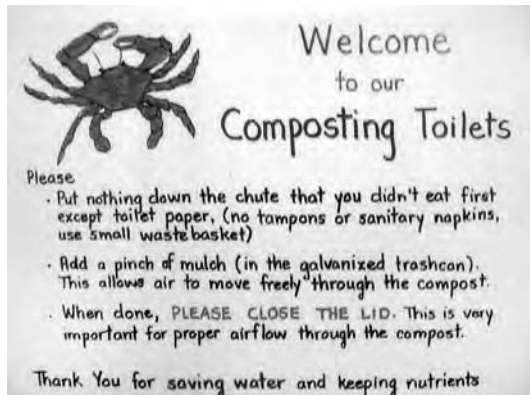 Welcome
to our
Composting Toilets
Please
· Put nothing down the chute that you didn't eat first
except toilet paper, (no tampons or sanitary napkins,
use small wastebasket)
· Add a pinch of mulch (in the galvanized trashcan).
This allows air to move freely through the compost.
· When done, PLEASE CLOSE THE LID. This is very
important for proper airflow through the compost.
Thank You for saving water and keeping nutrients